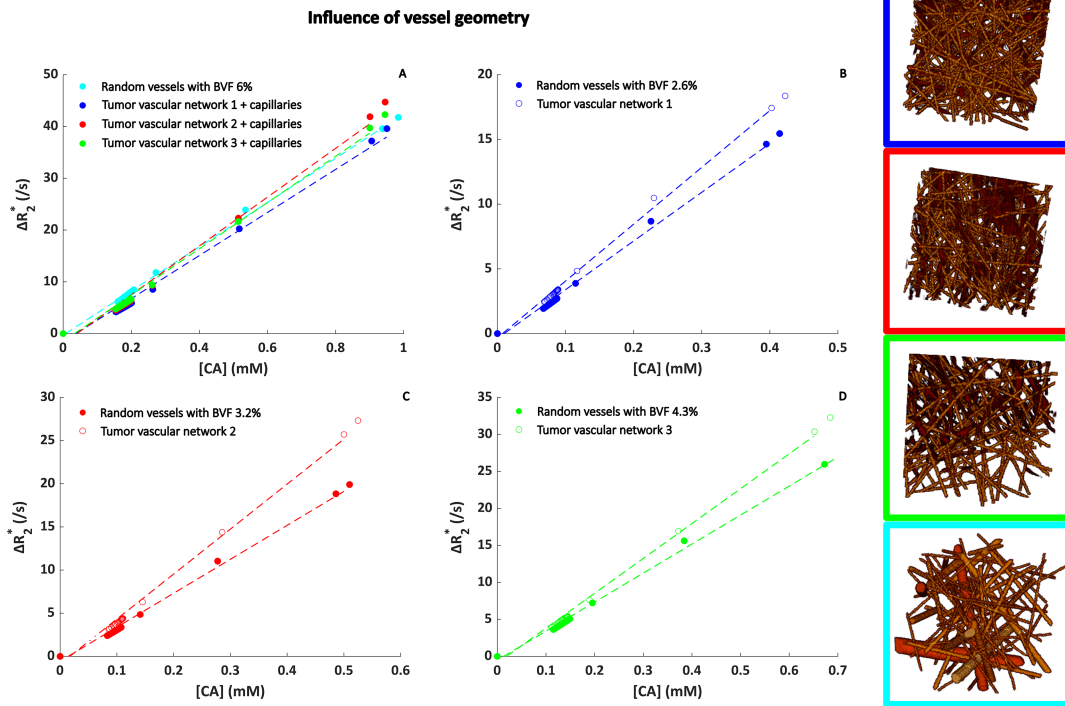 Influence of vessel geometry
A
Random vessels with BVF 6%
Tumor vascular network 1 + capillaries
Tumor vascular network 2 + capillaries
Tumor vascular network 3 + capillaries
50
40
30
20
10
0
ΔR2* (/s)
0 0.2 0.4 0.6 0.8 1
[CA] (mM)
B
Random vessels with BVF 2.6%
Tumor vascular network 1
20
15
10
5
0
ΔR2* (/s)
0 0.1 0.2 0.3 0.4 0.5
[CA] (mM)
C
Random vessels with BVF 3.2%
Tumor vascular network 2
30
25
20
15
10
5
0
ΔR2* (/s)
0 0.1 0.2 0.3 0.4 0.5 0.6
[CA] (mM)
D
Random vessels with BVF 4.3%
Tumor vascular network 3
35
30
25
20
15
10
5
0
ΔR2* (/s)
0 0.1 0.2 0.3 0.4 0.5 0.6 0.7
[CA] (mM)